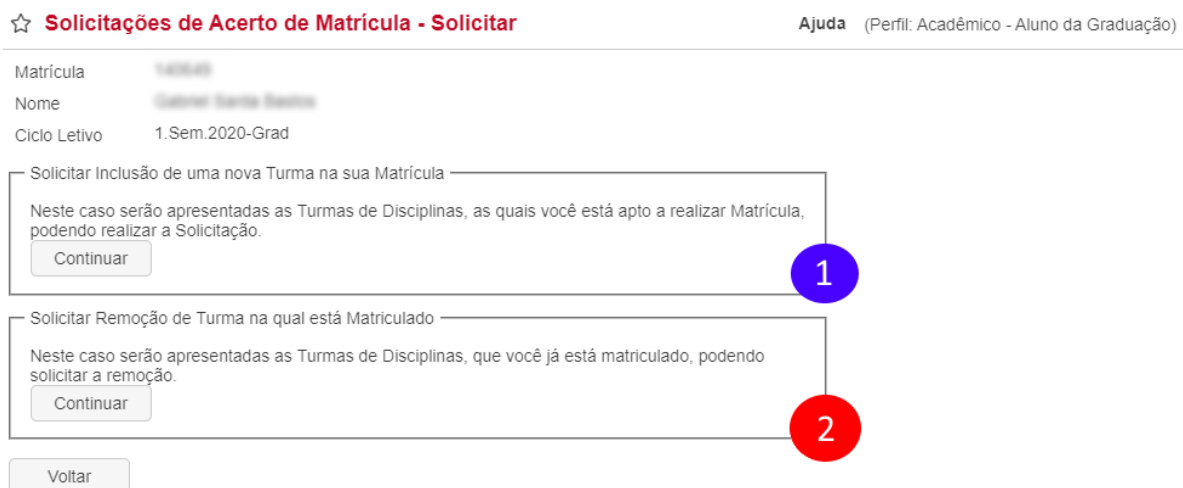 Solicitações de Acerto de Matrícula - Solicitar
Ajuda (Perfil: Acadêmico - Aluno da Graduação)
Matrícula
Nome
Ciclo Letivo 1.Sem.2020-Grad
Solicitar Inclusão de uma nova Turma na sua Matrícula
Neste caso serão apresentadas as Turmas de Disciplinas, as quais você está apto a realizar Matrícula,
podendo realizar a Solicitação.
Continuar
1
Solicitar Remoção de Turma na qual está Matriculado
Neste caso serão apresentadas as Turmas de Disciplinas, que você já está matriculado, podendo
solicitar a remoção.
Continuar
2
Voltar